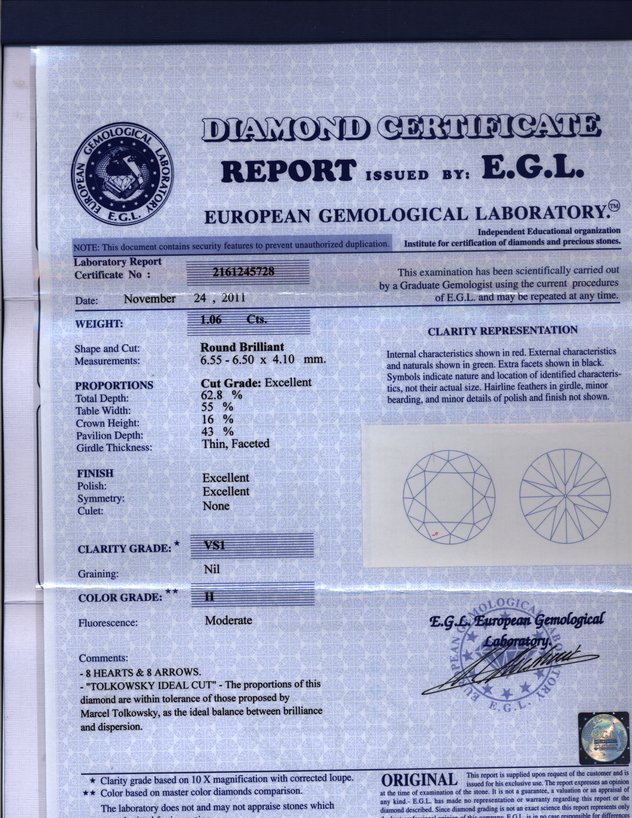 EUROPEAN GEMOLOGICAL LABORATORY
E.G.L.
DIAMOND CERTIFICATE
REPORT ISSUED BY: E.G.L.
EUROPEAN GEMOLOGICAL LABORATORY.™
Independent Educational organization
NOTE: This document contains security features to prevent unauthorized duplication. Institute for certification of diamonds and precious stones.
Laboratory Report
Certificate No : 2161245728
Date: November 24 , 2011
This examination has been scientifically carried out
by a Graduate Gemologist using the current procedures
of E.G.L. and may be repeated at any time.
WEIGHT: 1.06 Cts.
Shape and Cut: Round Brilliant
Measurements: 6.55 - 6.50 x 4.10 mm.
PROPORTIONS Cut Grade: Excellent
Total Depth: 62.8 %
Table Width: 55 %
Crown Height: 16 %
Pavilion Depth: 43 %
Girdle Thickness: Thin, Faceted
FINISH
Polish: Excellent
Symmetry: Excellent
Culet: None
CLARITY GRADE: ★ VS1
Graining: Nil
COLOR GRADE: ★★ H
Fluorescence: Moderate
Comments:
- 8 HEARTS & 8 ARROWS.
- "TOLKOWSKY IDEAL CUT" - The proportions of this
diamond are within tolerance of those proposed by
Marcel Tolkowsky, as the ideal balance between brilliance
and dispersion.
CLARITY REPRESENTATION
Internal characteristics shown in red. External characteristics
and naturals shown in green. Extra facets shown in black.
Symbols indicate nature and location of identified characteris-
tics, not their actual size. Hairline feathers in girdle, minor
bearding, and minor details of polish and finish not shown.
E.G.L. European Gemological
Laboratory.
E.G.L.
★ Clarity grade based on 10 X magnification with corrected loupe.
★★ Color based on master color diamonds comparison.
The laboratory does not and may not appraise stones which
ORIGINAL This report is supplied upon request of the customer and is
issued for his exclusive use. The report expresses an opinion
at the time of examination of the stone. It is not a guarantee, a valuation or an appraisal of
any kind.- E.G.L. has made no representation or warranty regarding this report or the
diamond described. Since diamond grading is not an exact science this report represents only